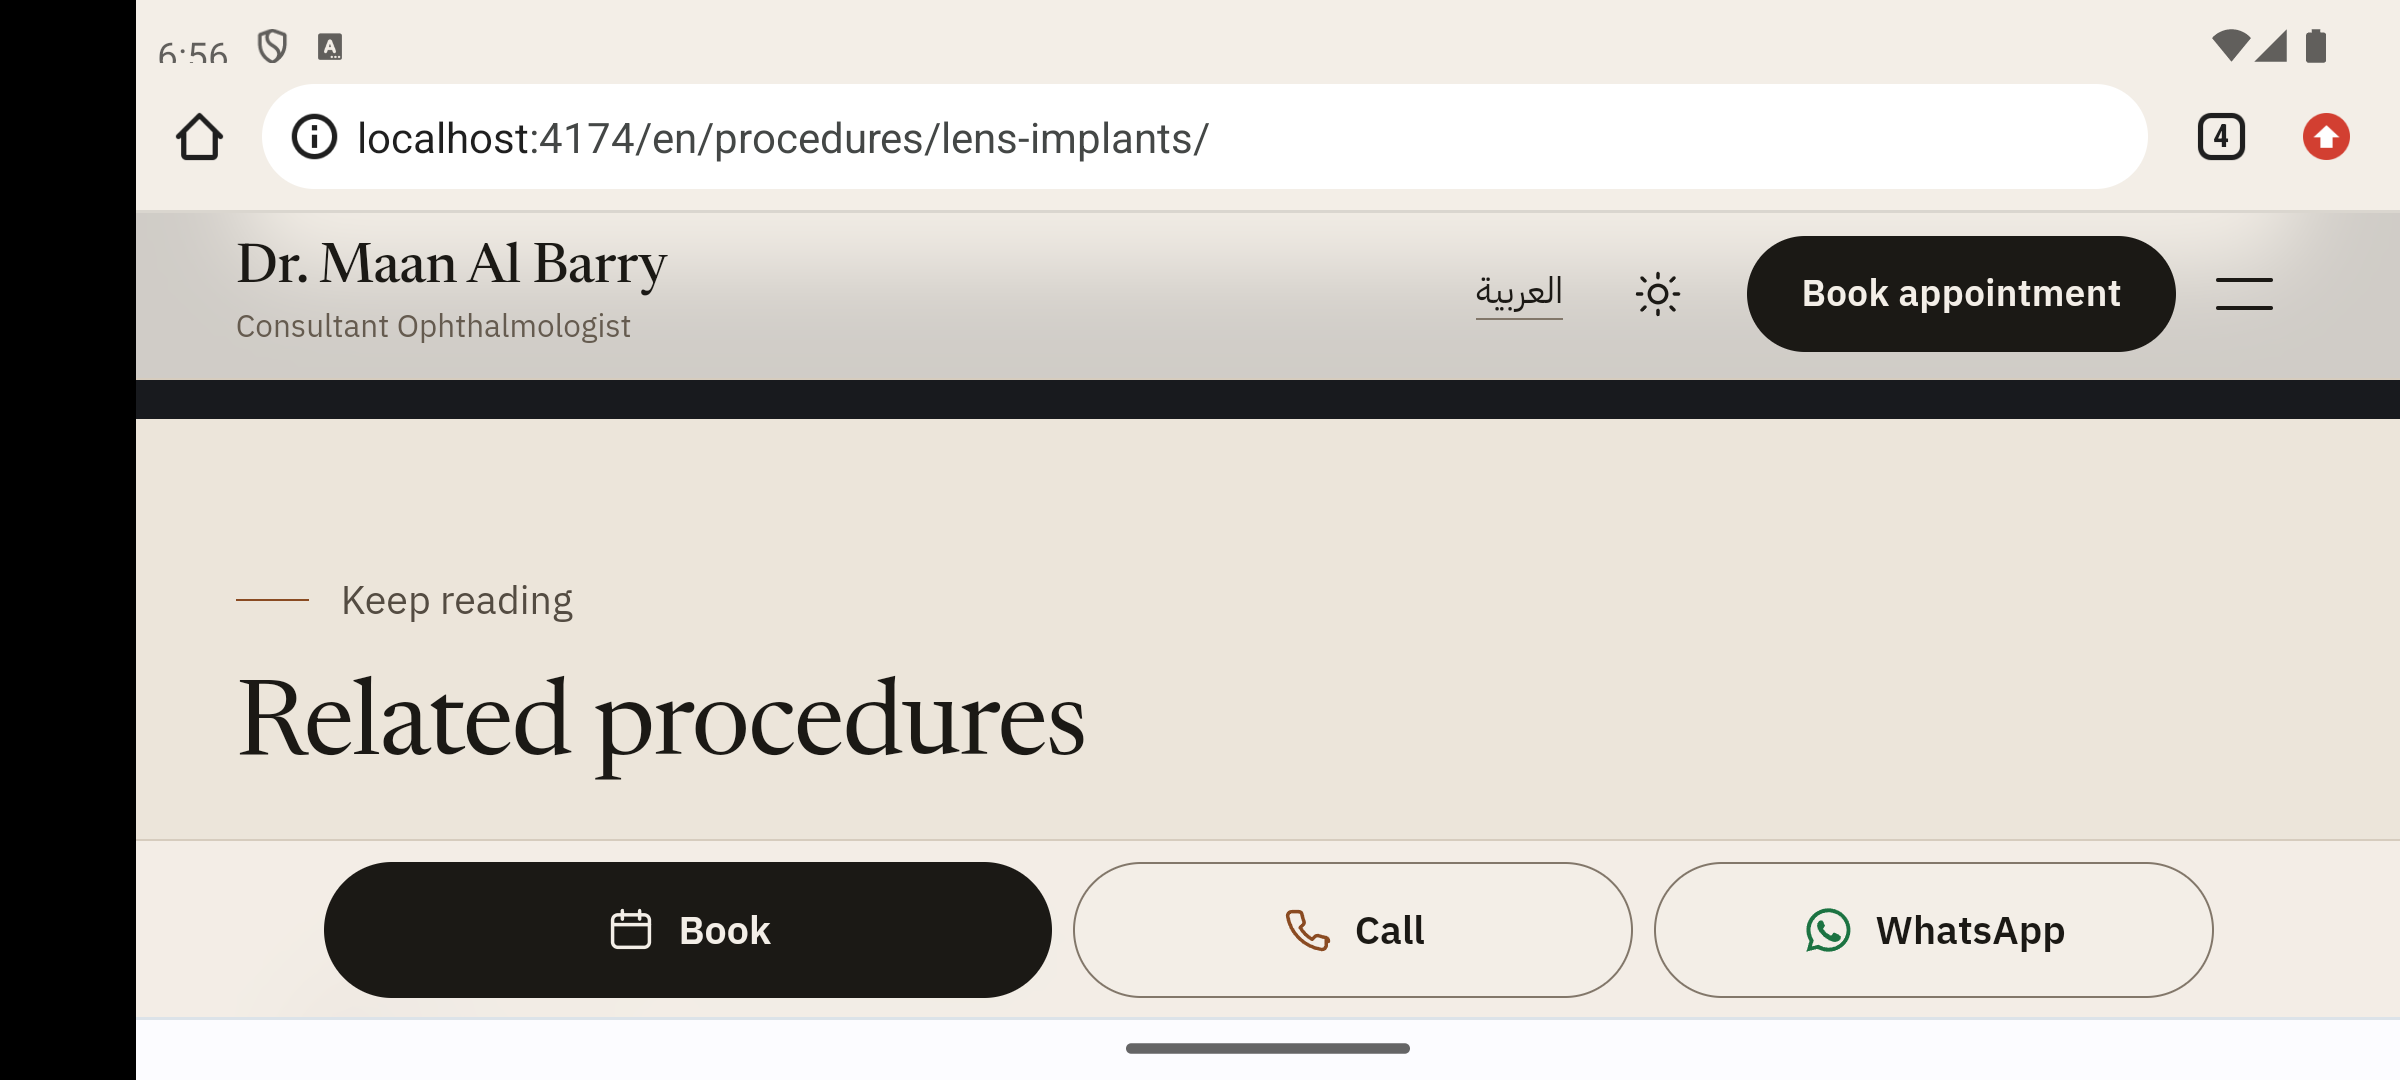 6:56
A
localhost:4174/en/procedures/lens-implants/
4
Dr. Maan Al Barry
Consultant Ophthalmologist
العربية
Book appointment
Keep reading
Related procedures
Book
Call
WhatsApp